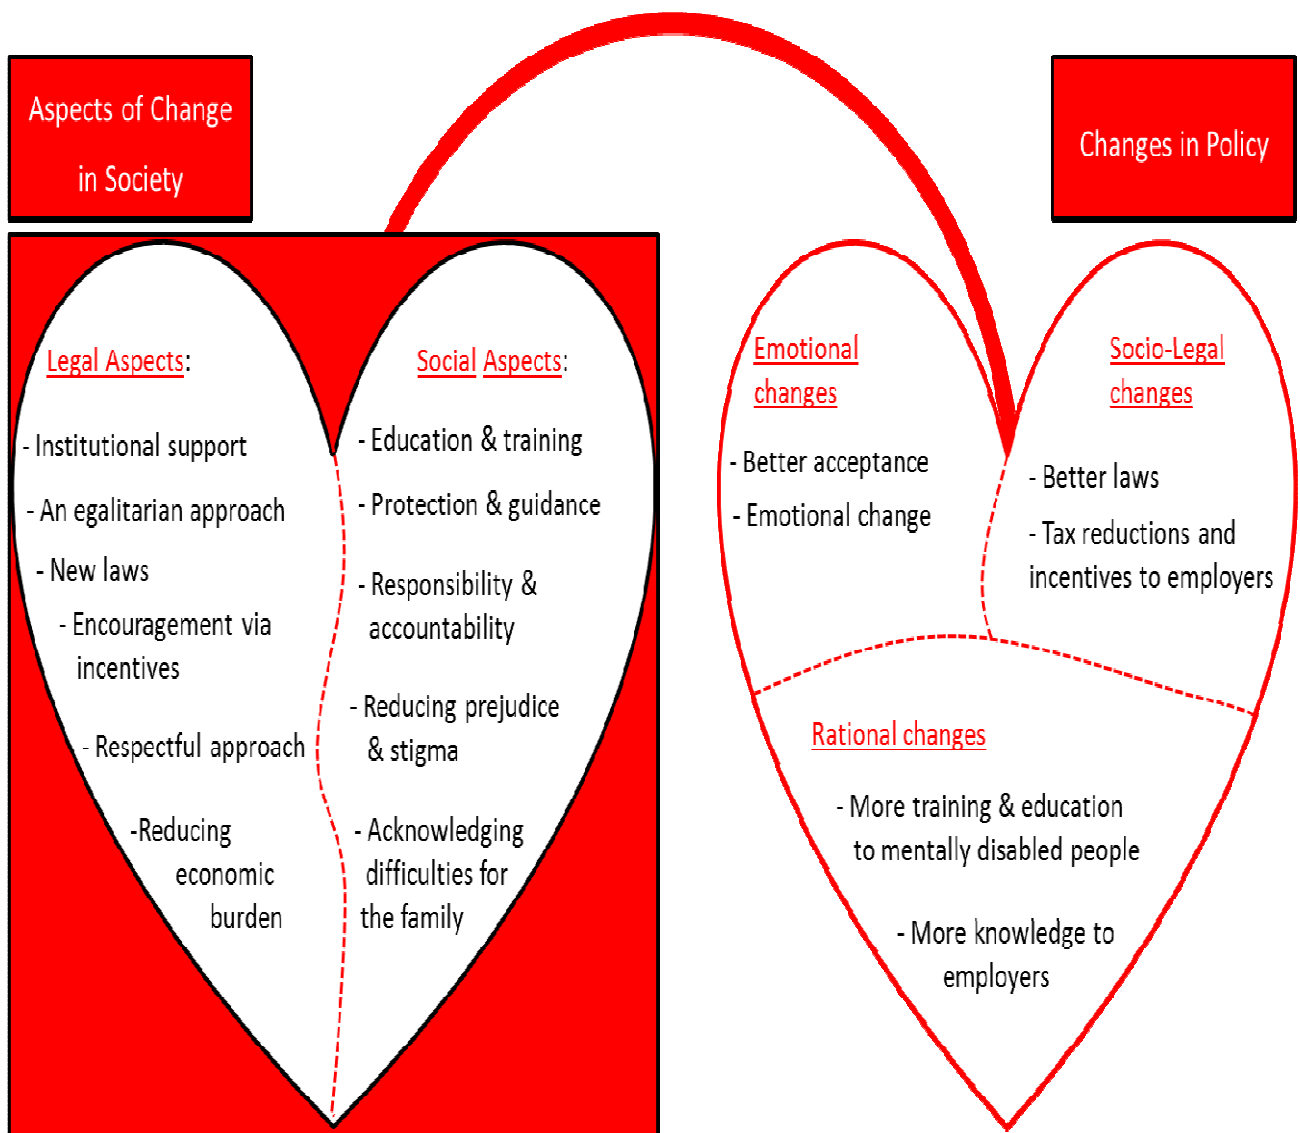 Aspects of Change
in Society
Changes in Policy
Legal Aspects:
- Institutional support
- An egalitarian approach
- New laws
- Encouragement via
incentives
- Respectful approach
-Reducing
economic
burden
Social Aspects:
- Education & training
- Protection & guidance
- Responsibility &
accountability
- Reducing prejudice
& stigma
- Acknowledging
difficulties for
the family
Emotional
changes
- Better acceptance
- Emotional change
Socio-Legal
changes
- Better laws
- Tax reductions and
incentives to employers
Rational changes
- More training & education
to mentally disabled people
- More knowledge to
employers